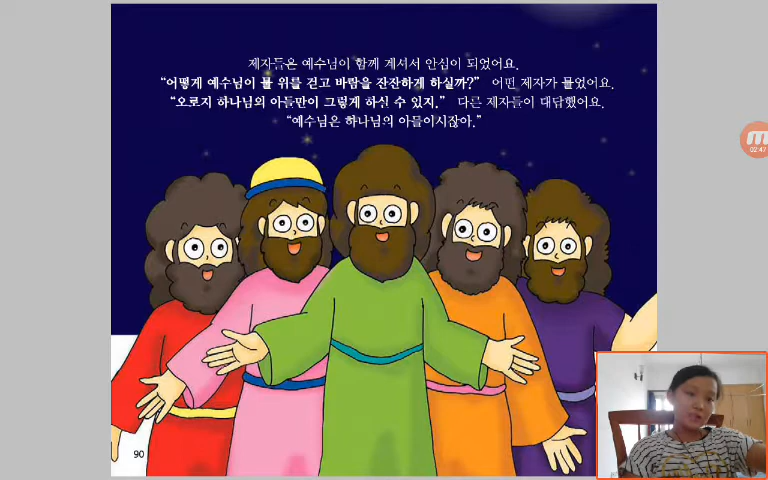 제자들은 예수님이 함께 계셔서 안심이 되었어요.
“어떻게 예수님이 물 위를 걷고 바람을 잔잔하게 하실까?” 어떤 제자가 물었어요.
“오로지 하나님의 아들만이 그렇게 하실 수 있지.” 다른 제자들이 대답했어요.
“예수님은 하나님의 아들이시잖아.”
90
02:47